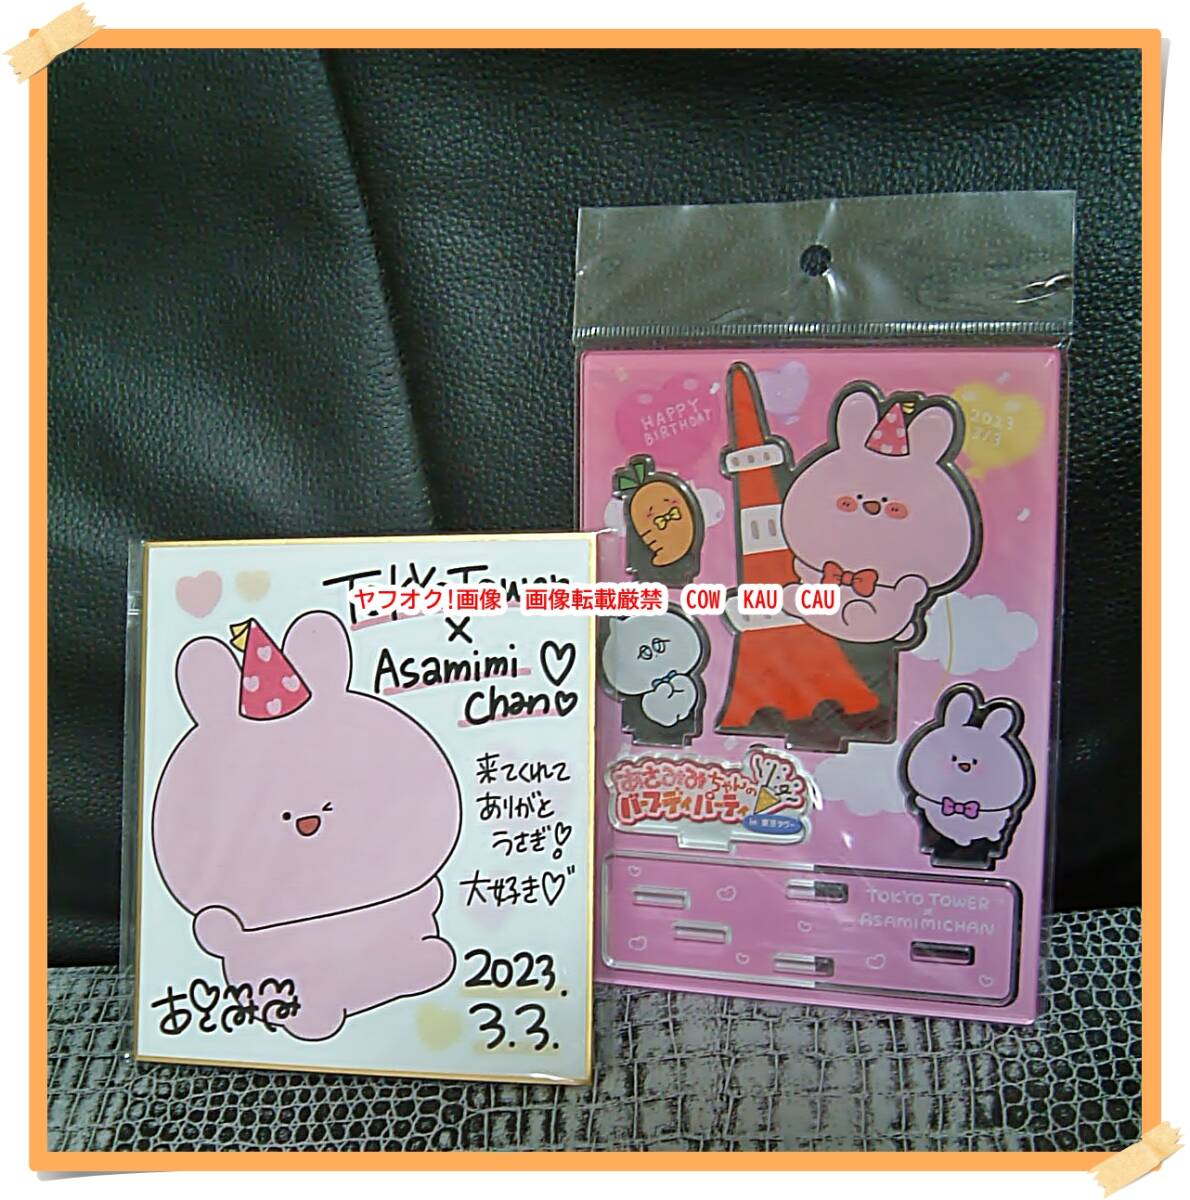 Tokyo Tower
×
Asamimi♡
chan♡
来てくれて
ありがと
うさぎ♡!
大好き♡
2023.
3.3.
あさみみ
ヤフオク!画像 画像転載厳禁 COW KAU CAU
HAPPY
BIRTHDAY
2023
3/3
あさみみちゃんの
バースデイパーティ
in 東京タワー
TOKYO TOWER
×
ASAMIMICHAN